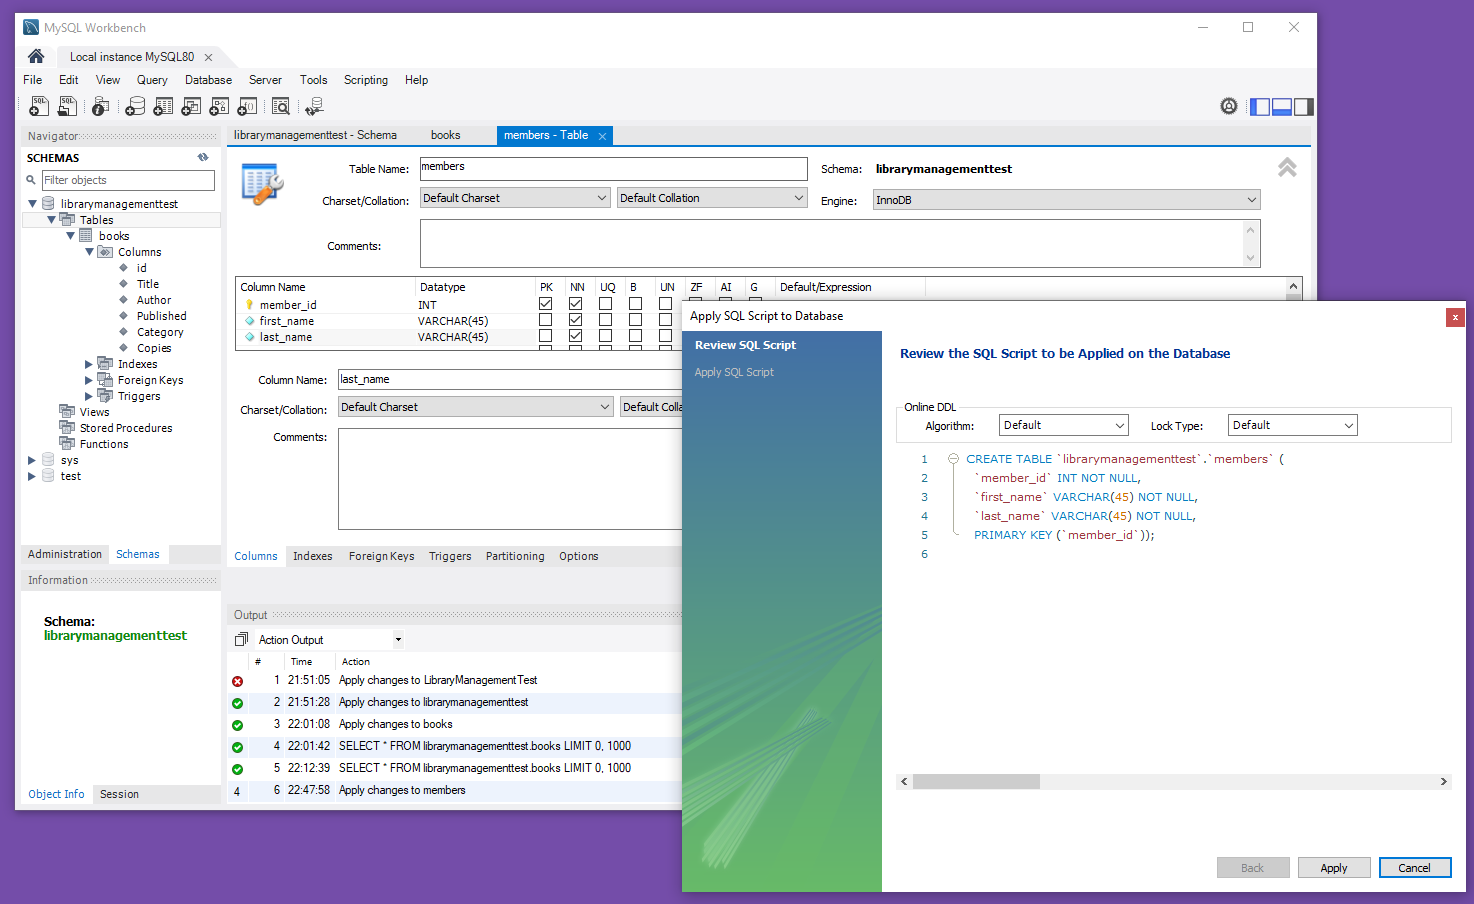 MySQL Workbench
Local instance MySQL80
File Edit View Query Database Server Tools Scripting Help
Navigator
SCHEMAS
Filter objects
librarymanagementtest
Tables
books
Columns
id
Title
Author
Published
Category
Copies
Indexes
Foreign Keys
Triggers
Views
Stored Procedures
Functions
sys
test
Administration Schemas
Information
Schema:
librarymanagementtest
Object Info Session
librarymanagementtest - Schema books members - Table
Table Name: members Schema: librarymanagementtest
Charset/Collation: Default Charset Default Collation Engine: InnoDB
Comments:
Column Name Datatype PK NN UQ B UN ZF AI G Default/Expression
member_id INT
first_name VARCHAR(45)
last_name VARCHAR(45)
Column Name: last_name
Charset/Collation: Default Charset Default Colla
Comments:
Columns Indexes Foreign Keys Triggers Partitioning Options
Output
Action Output
# Time Action
1 21:51:05 Apply changes to LibraryManagementTest
2 21:51:28 Apply changes to librarymanagementtest
3 22:01:08 Apply changes to books
4 22:01:42 SELECT * FROM librarymanagementtest.books LIMIT 0, 1000
5 22:12:39 SELECT * FROM librarymanagementtest.books LIMIT 0, 1000
4 6 22:47:58 Apply changes to members
Apply SQL Script to Database
Review SQL Script
Apply SQL Script
Review the SQL Script to be Applied on the Database
Online DDL
Algorithm: Default Lock Type: Default
1 CREATE TABLE `librarymanagementtest`.`members` (
2 `member_id` INT NOT NULL,
3 `first_name` VARCHAR(45) NOT NULL,
4 `last_name` VARCHAR(45) NOT NULL,
5 PRIMARY KEY (`member_id`));
6
Back Apply Cancel